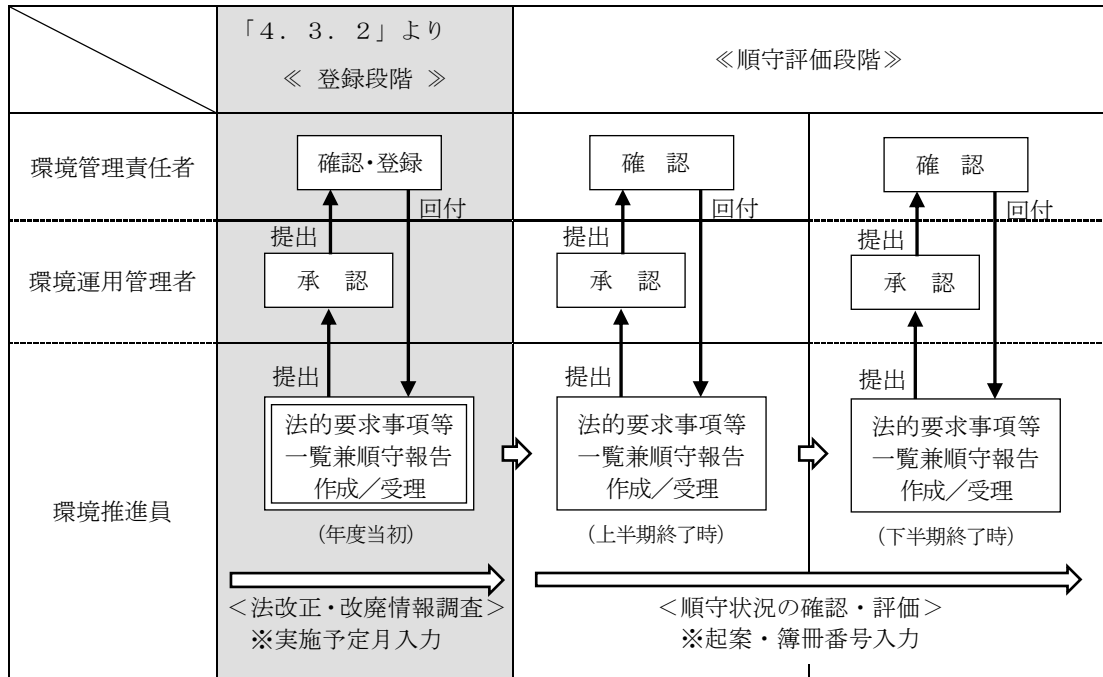 「4．3．2」より
≪ 登録段階 ≫
≪順守評価段階≫
環境管理責任者
確認・登録
確 認
確 認
回付
回付
回付
提出
提出
提出
環境運用管理者
承 認
承 認
承 認
提出
提出
提出
環境推進員
法的要求事項等
一覧兼順守報告
作成／受理
法的要求事項等
一覧兼順守報告
作成／受理
法的要求事項等
一覧兼順守報告
作成／受理
（年度当初）
（上半期終了時）
（下半期終了時）
＜法改正・改廃情報調査＞
※実施予定月入力
＜順守状況の確認・評価＞
※起案・簿冊番号入力